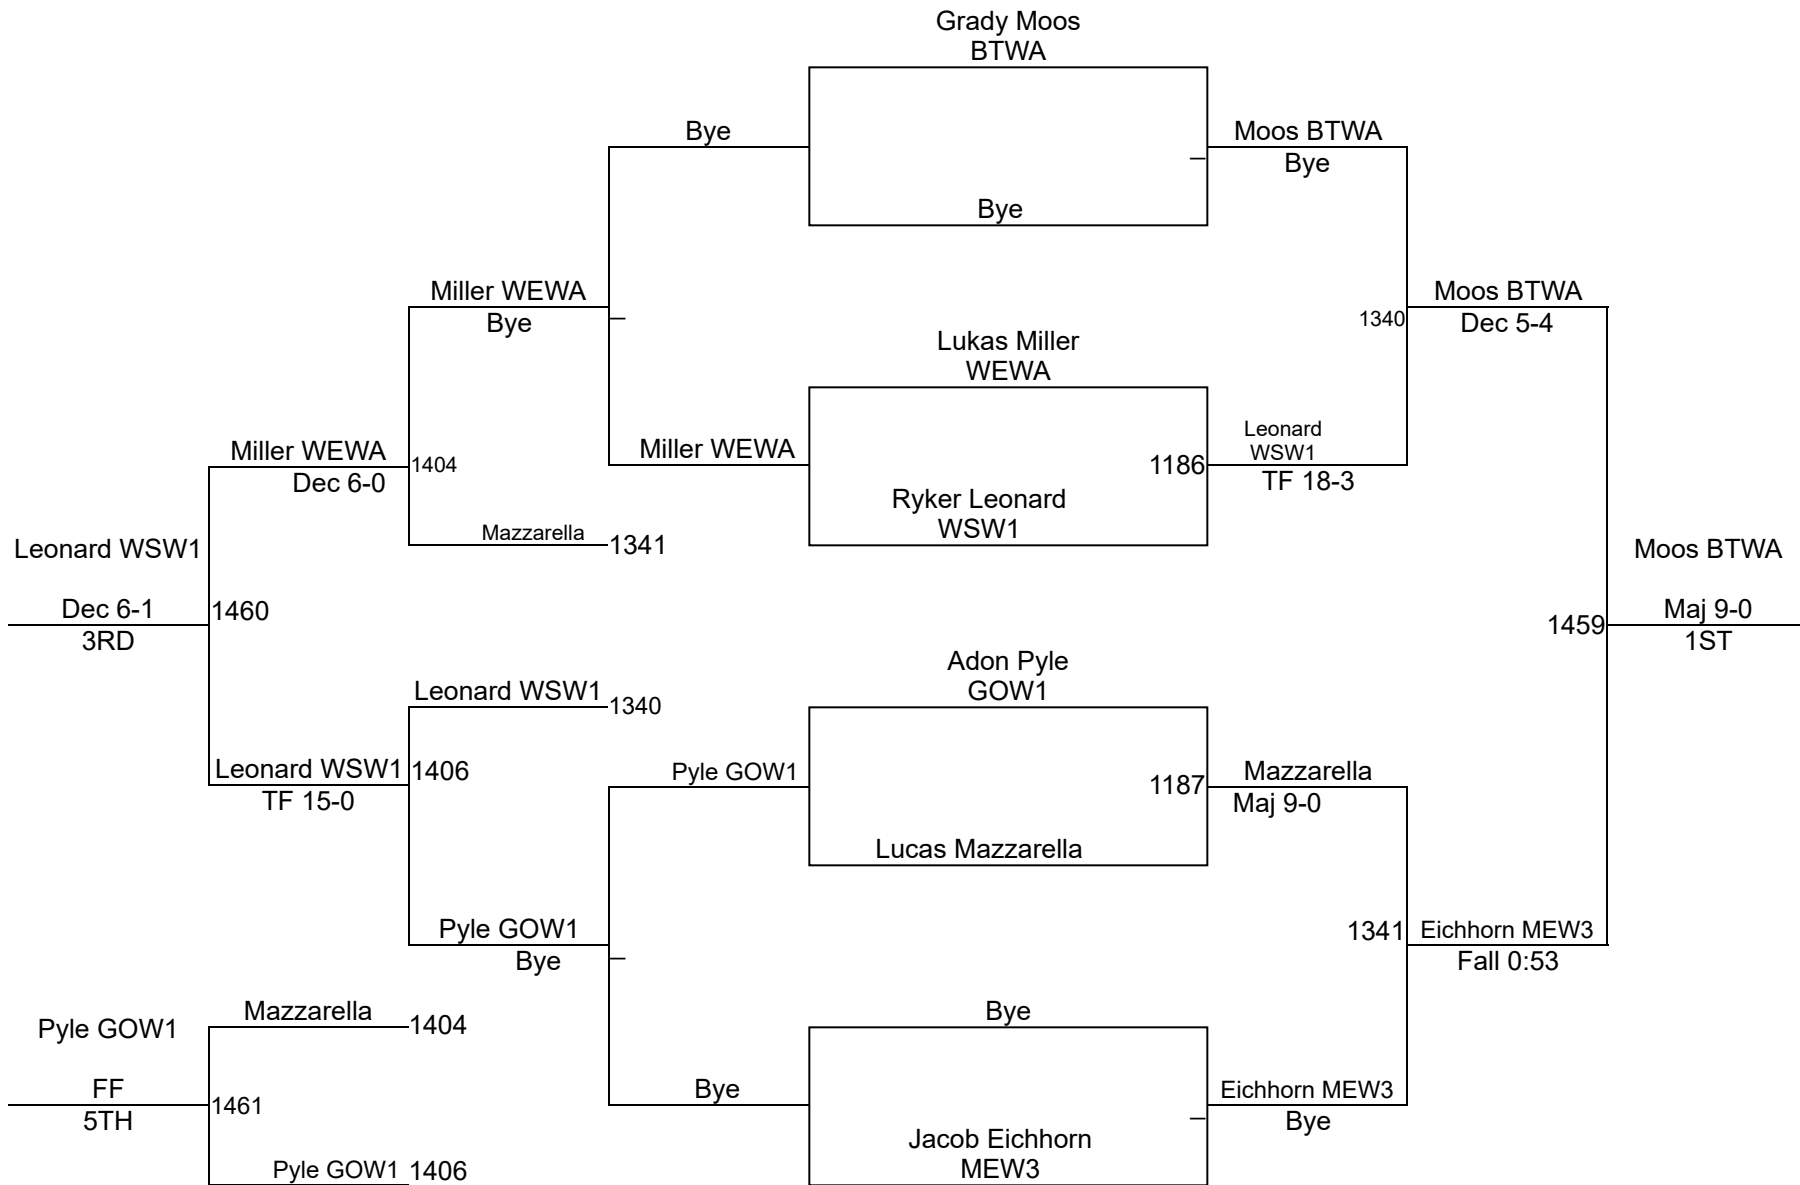 Grady Moos
BTWA
Bye
Moos BTWA
Bye
Bye
Miller WEWA
Bye
Moos BTWA
1340
Dec 5-4
Lukas Miller
WEWA
Miller WEWA
Dec 6-0
1404
Miller WEWA
1186
Leonard
WSW1
TF 18-3
Ryker Leonard
WSW1
Mazzarella
1341
Leonard WSW1
Dec 6-1
3RD
1460
Moos BTWA
1459
Maj 9-0
1ST
Adon Pyle
GOW1
Leonard WSW1
1340
Leonard WSW1
TF 15-0
1406
Pyle GOW1
1187
Mazzarella
Maj 9-0
Lucas Mazzarella
Pyle GOW1
Bye
1341
Eichhorn MEW3
Fall 0:53
Mazzarella
1404
Bye
Pyle GOW1
FF
5TH
1461
Bye
Eichhorn MEW3
Bye
Jacob Eichhorn
MEW3
Pyle GOW1
1406